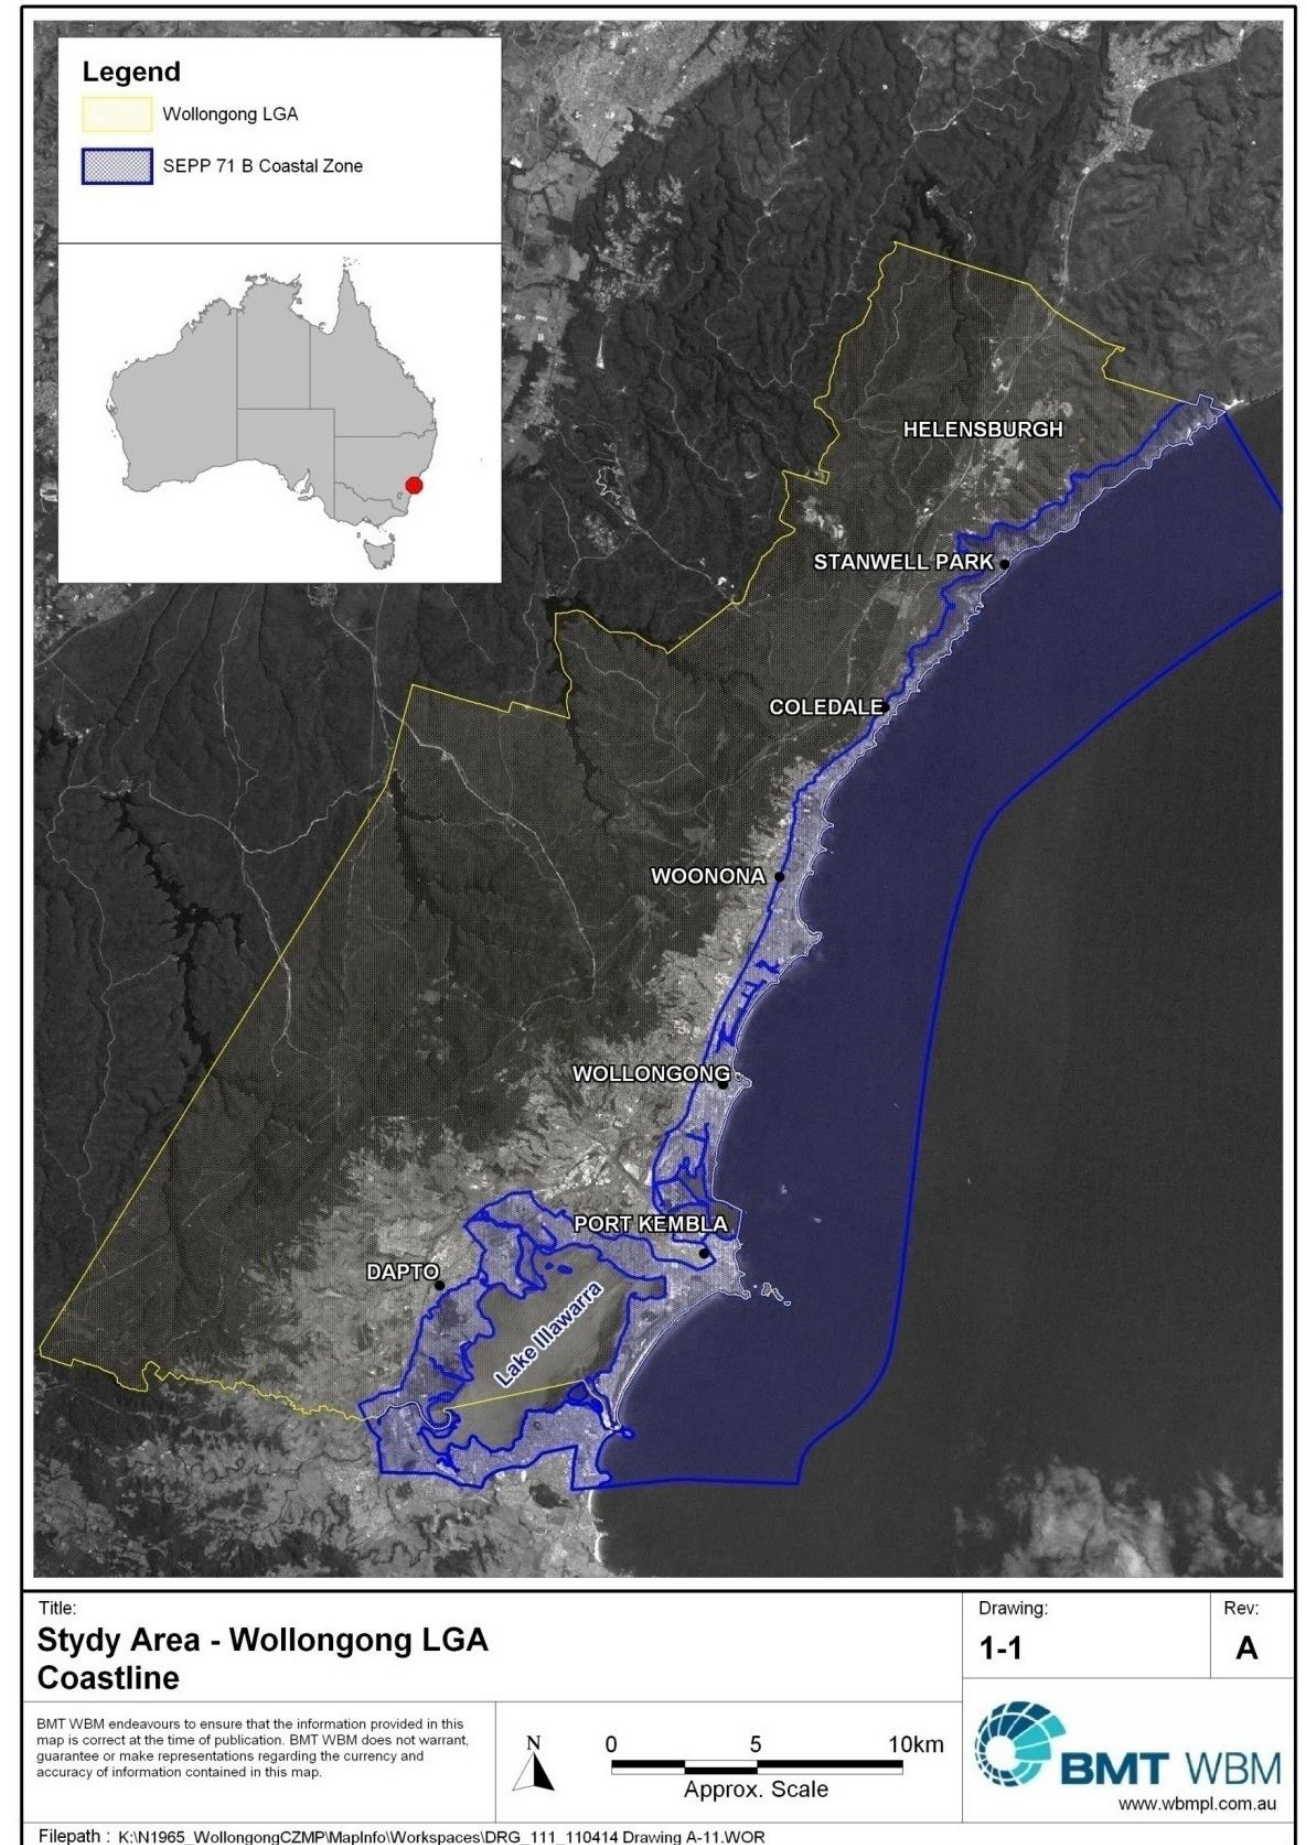 Legend
Wollongong LGA
SEPP 71 B Coastal Zone
HELENSBURGH
STANWELL PARK
COLEDALE
WOONONA
WOLLONGONG
PORT KEMBLA
DAPTO
Lake Illawarra
Title:
Stydy Area - Wollongong LGA
Coastline
Drawing:
1-1
Rev:
A
BMT WBM endeavours to ensure that the information provided in this
map is correct at the time of publication. BMT WBM does not warrant,
guarantee or make representations regarding the currency and
accuracy of information contained in this map.
N
0 5 10km
Approx. Scale
BMT WBM
www.wbmpl.com.au
Filepath : K:\N1965_WollongongCZMP\MapInfo\Workspaces\DRG_111_110414 Drawing A-11.WOR